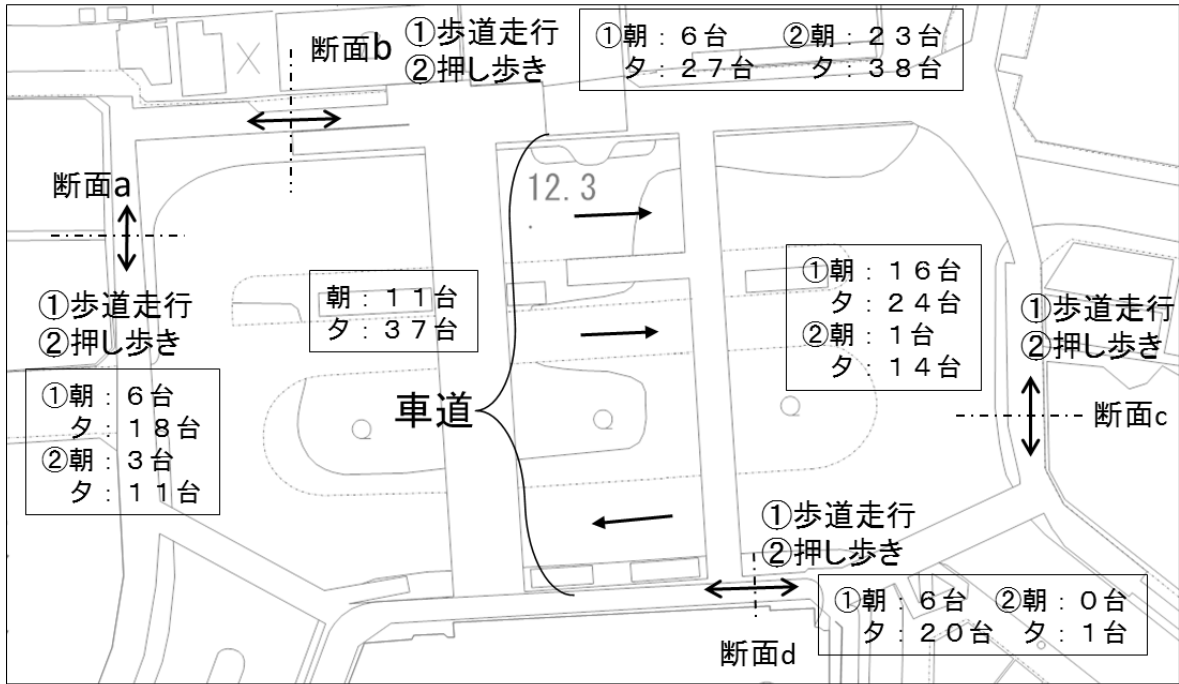 断面b
①歩道走行
②押し歩き
①朝：６台　②朝：２３台
夕：２７台　夕：３８台
断面a
①歩道走行
②押し歩き
①朝：６台
夕：１８台
②朝：３台
夕：１１台
12.3
朝：１１台
夕：３７台
車道
①朝：１６台
夕：２４台
②朝：１台
夕：１４台
①歩道走行
②押し歩き
断面c
①歩道走行
②押し歩き
①朝：６台　②朝：０台
夕：２０台　夕：１台
断面d